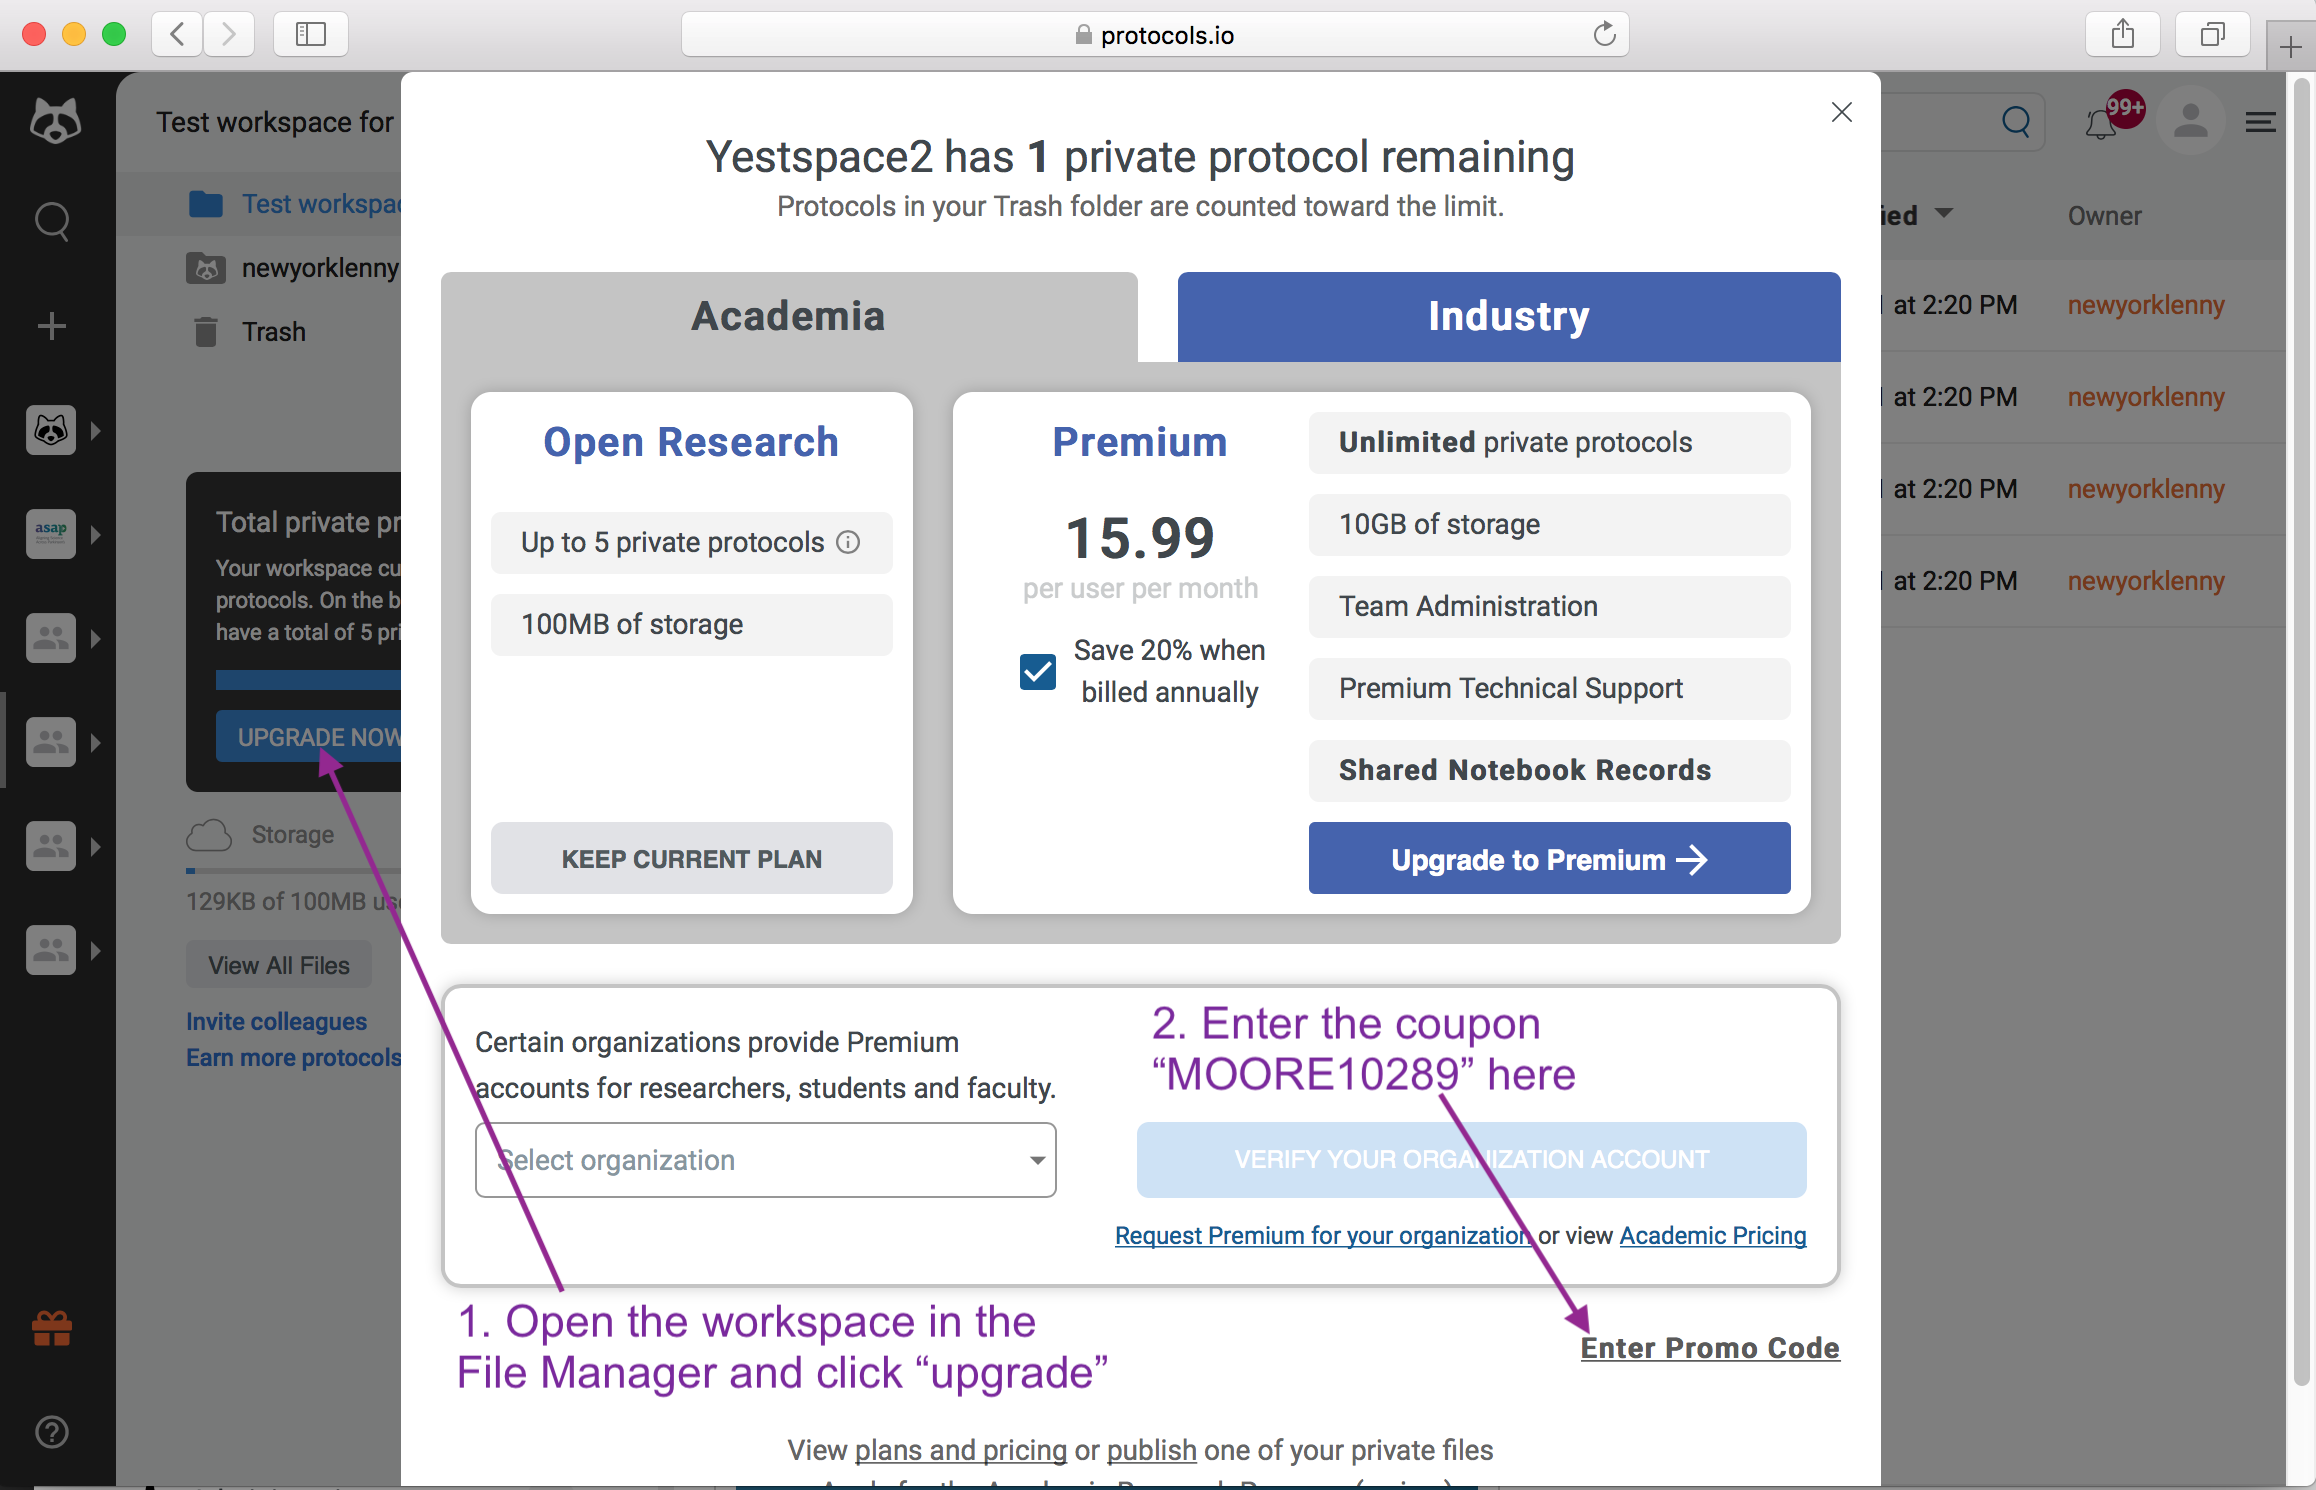 protocols.io
Test workspace for
99+
Test workspac
newyorklenny
Trash
asap
Total private pr
Your workspace cu
protocols. On the b
have a total of 5 pri
UPGRADE NOW
Storage
129KB of 100MB us
View All Files
Invite colleagues
Earn more protocols
Yestspace2 has 1 private protocol remaining
Protocols in your Trash folder are counted toward the limit.
Academia
Industry
Open Research
Up to 5 private protocols
100MB of storage
KEEP CURRENT PLAN
Premium
15.99
per user per month
Save 20% when
billed annually
Unlimited private protocols
10GB of storage
Team Administration
Premium Technical Support
Shared Notebook Records
Upgrade to Premium
Certain organizations provide Premium
accounts for researchers, students and faculty.
Select organization
2. Enter the coupon
“MOORE10289” here
VERIFY YOUR ORGANIZATION ACCOUNT
Request Premium for your organization or view Academic Pricing
1. Open the workspace in the
File Manager and click “upgrade”
Enter Promo Code
View plans and pricing or publish one of your private files
ied
Owner
at 2:20 PM
newyorklenny
at 2:20 PM
newyorklenny
at 2:20 PM
newyorklenny
at 2:20 PM
newyorklenny